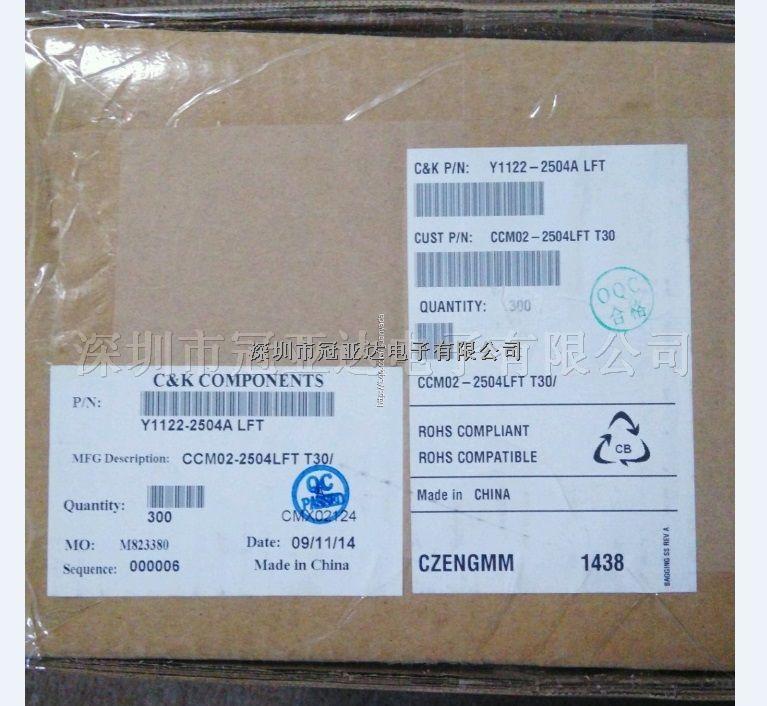 C&K P/N: Y1122-2504A LFT
CUST P/N: CCM02-2504LFT T30
QUANTITY: 300
OQC
合格
深圳市冠亚达电子有限公司
深圳市冠亚达电子有限公司
CCM02-2504LFT T30/
ROHS COMPLIANT
ROHS COMPATIBLE
CB
Made in CHINA
CZENGMM 1438
BAGGING SS REV A
C&K COMPONENTS
P/N:
Y1122-2504A LFT
MFG Description: CCM02-2504LFT T30/
QC
PASSED
Quantity:
300 CMX02124
MO: M823380 Date: 09/11/14
Sequence: 000006 Made in China